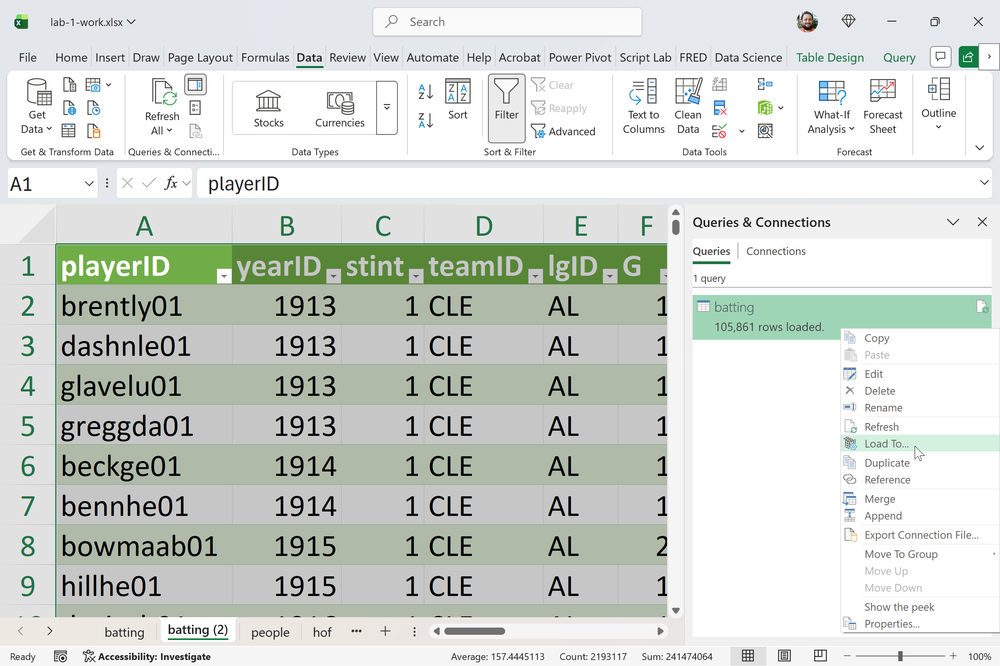 lab-1-work.xlsx
Search
File Home Insert Draw Page Layout Formulas Data Review View Automate Help Acrobat Power Pivot Script Lab FRED Data Science Table Design Query
Get Data
Refresh All
Stocks
Currencies
Sort
Filter
Clear
Reapply
Advanced
Text to Columns
Clean Data
What-If Analysis
Forecast Sheet
Outline
Get & Transform Data
Queries & Connecti...
Data Types
Sort & Filter
Data Tools
Forecast
A1
fx
playerID
A B C D E F
1 playerID yearID stint teamID lgID G
2 brently01 1913 1 CLE AL 1
3 dashnle01 1913 1 CLE AL 1
4 glavelu01 1913 1 CLE AL 1
5 greggda01 1913 1 CLE AL 1
6 beckge01 1914 1 CLE AL 1
7 bennhe01 1914 1 CLE AL 1
8 bowmaab01 1915 1 CLE AL 2
9 hillhe01 1915 1 CLE AL 1
Queries & Connections
Queries Connections
1 query
batting
105,861 rows loaded.
Copy
Paste
Edit
Delete
Rename
Refresh
Load To...
Duplicate
Reference
Merge
Append
Export Connection File...
Move To Group
Move Up
Move Down
Show the peek
Properties...
batting batting (2) people hof
Ready Accessibility: Investigate Average: 157.4445113 Count: 2193117 Sum: 241474064 100%